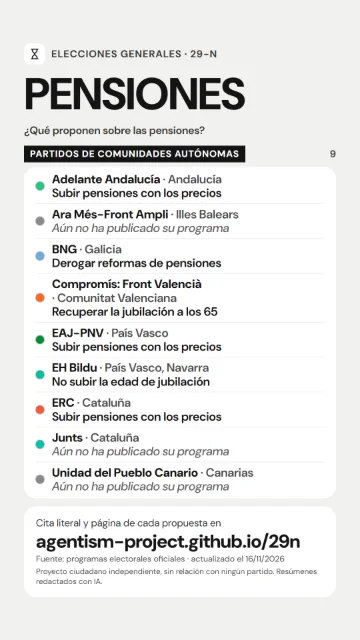 ELECCIONES GENERALES · 29-N
PENSIONES
¿Qué proponen sobre las pensiones?
PARTIDOS DE COMUNIDADES AUTÓNOMAS 9
Adelante Andalucía · Andalucía
Subir pensiones con los precios
Ara Més-Front Ampli · Illes Balears
Aún no ha publicado su programa
BNG · Galicia
Derogar reformas de pensiones
Compromís: Front Valencià
· Comunitat Valenciana
Recuperar la jubilación a los 65
EAJ-PNV · País Vasco
Subir pensiones con los precios
EH Bildu · País Vasco, Navarra
No subir la edad de jubilación
ERC · Cataluña
Subir pensiones con los precios
Junts · Cataluña
Aún no ha publicado su programa
Unidad del Pueblo Canario · Canarias
Aún no ha publicado su programa
Cita literal y página de cada propuesta en
agentism-project.github.io/29n
Fuente: programas electorales oficiales · actualizado el 16/11/2026
Proyecto ciudadano independiente, sin relación con ningún partido. Resúmenes
redactados con IA.